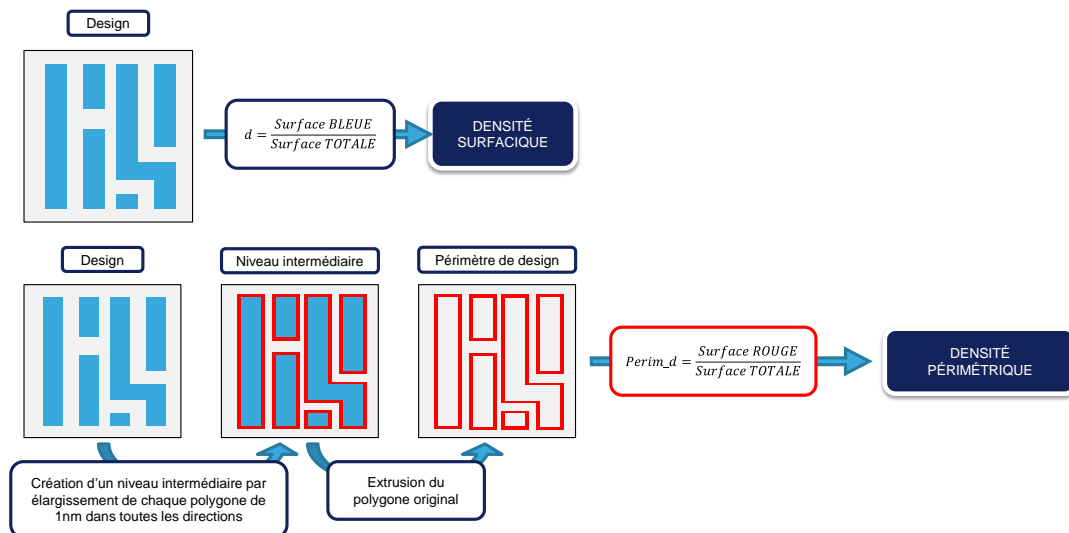 Design
d = Surface BLEUE / Surface TOTALE
DENSITÉ
SURFACIQUE
Design
Niveau intermédiaire
Périmètre de design
Perim_d = Surface ROUGE / Surface TOTALE
DENSITÉ
PÉRIMÉTRIQUE
Création d'un niveau intermédiaire par
élargissement de chaque polygone de
1nm dans toutes les directions
Extrusion du
polygone original